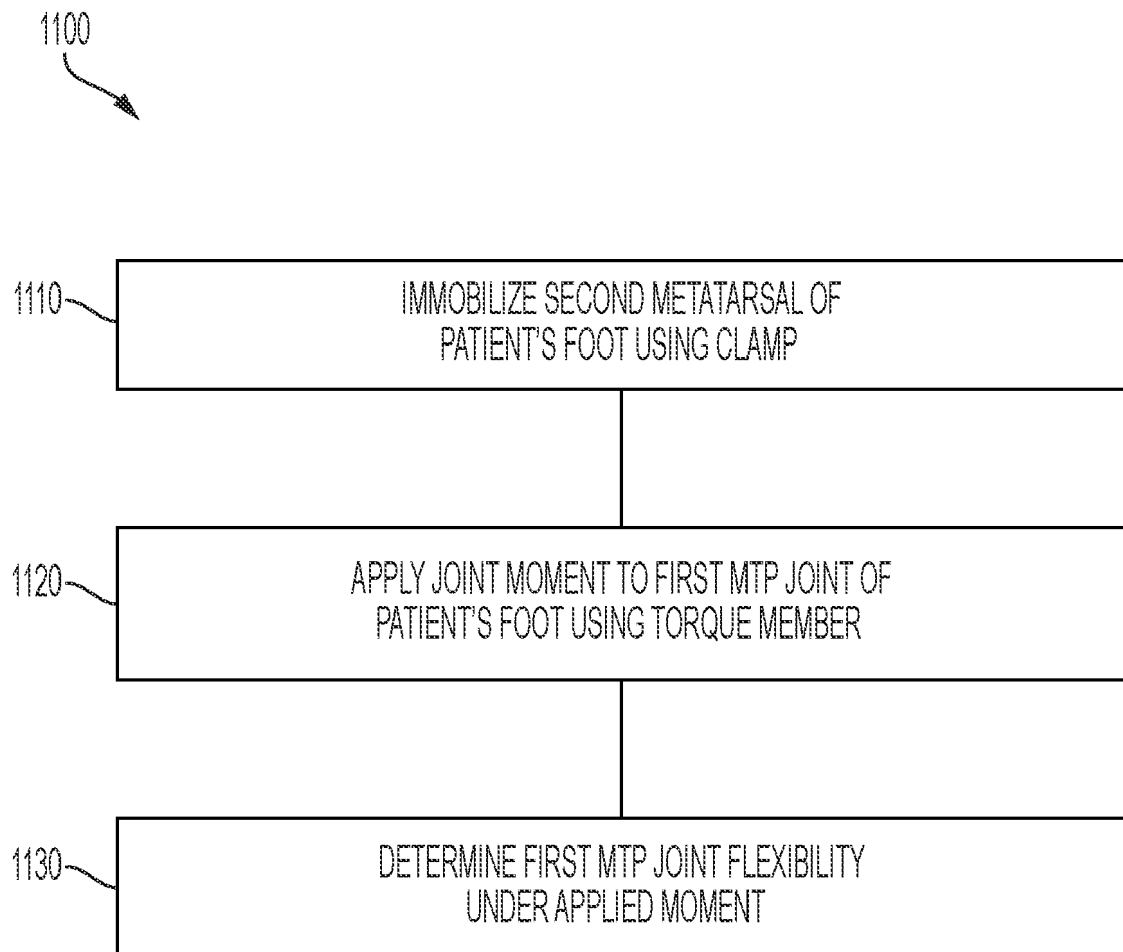 1100
1110
IMMOBILIZE SECOND METATARSAL OF
PATIENT'S FOOT USING CLAMP
1120
APPLY JOINT MOMENT TO FIRST MTP JOINT OF
PATIENT'S FOOT USING TORQUE MEMBER
1130
DETERMINE FIRST MTP JOINT FLEXIBILITY
UNDER APPLIED MOMENT